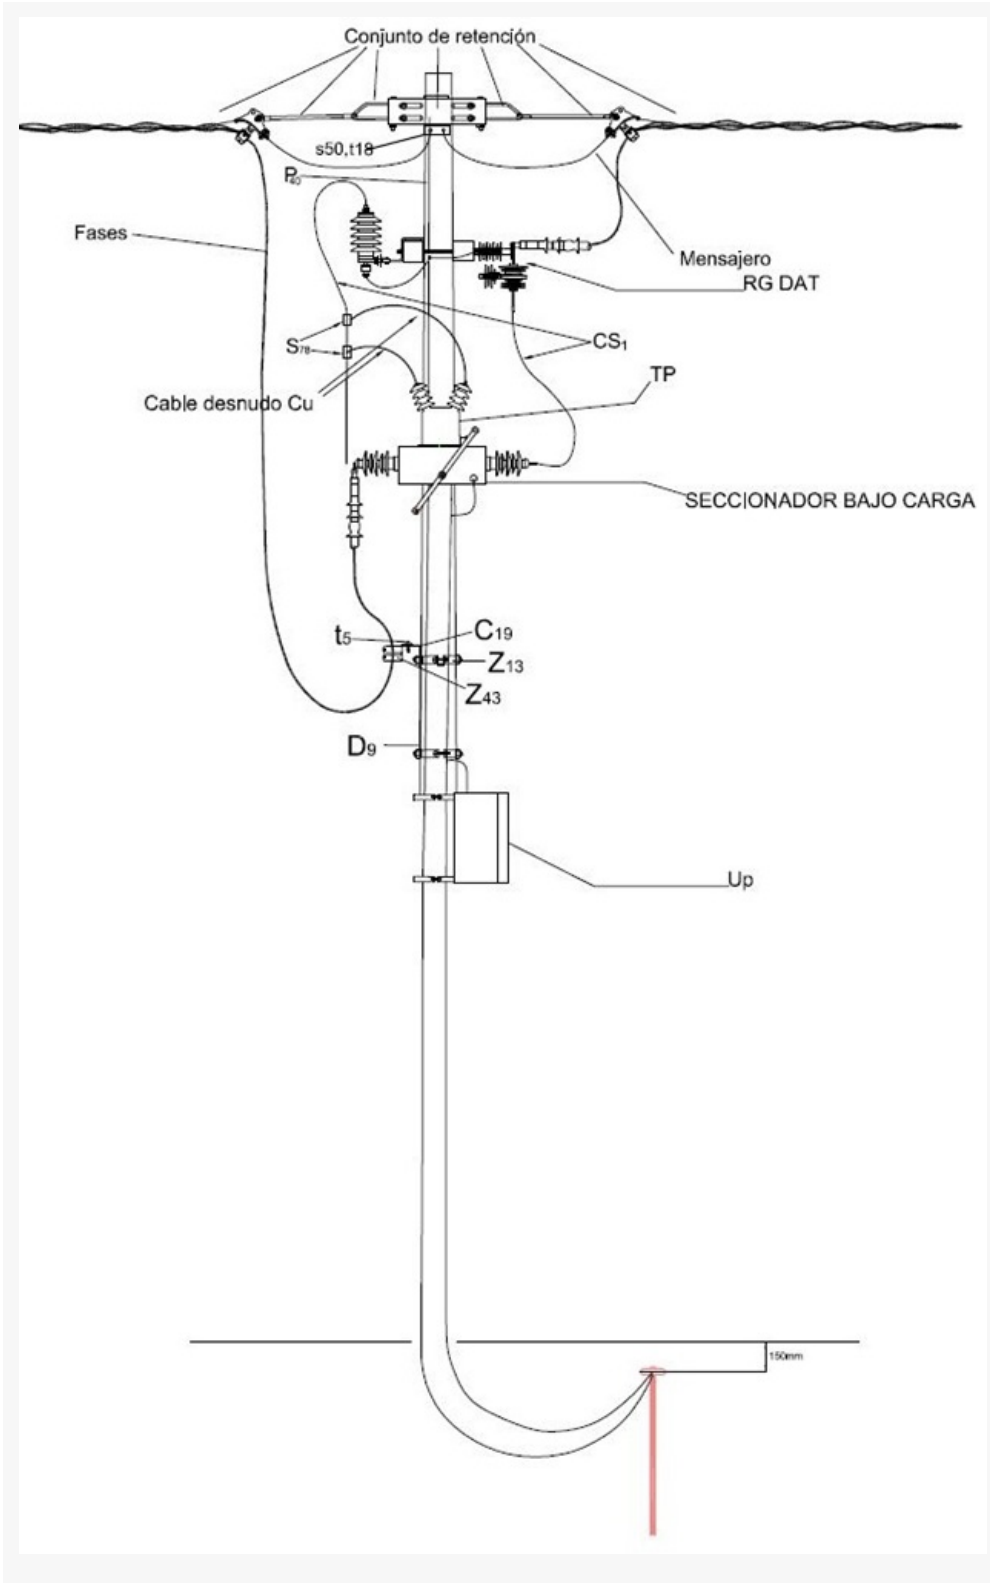 Conjunto de retención
s50,t18
P40
Fases
Mensajero
RG DAT
S78
CS1
Cable desnudo Cu
TP
SECCIONADOR BAJO CARGA
t5
C19
Z13
Z43
D9
Up
150mm